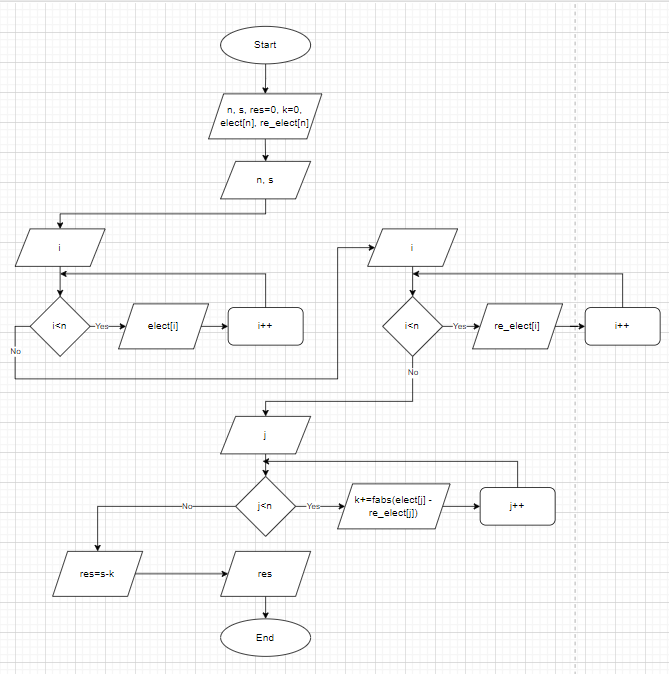 Start
n, s, res=0, k=0,
elect[n], re_elect[n]
n, s
i
i<n
Yes
elect[i]
i++
No
i
i<n
Yes
re_elect[i]
i++
No
j
j<n
Yes
k+=fabs(elect[j] -
re_elect[j])
j++
No
res=s-k
res
End